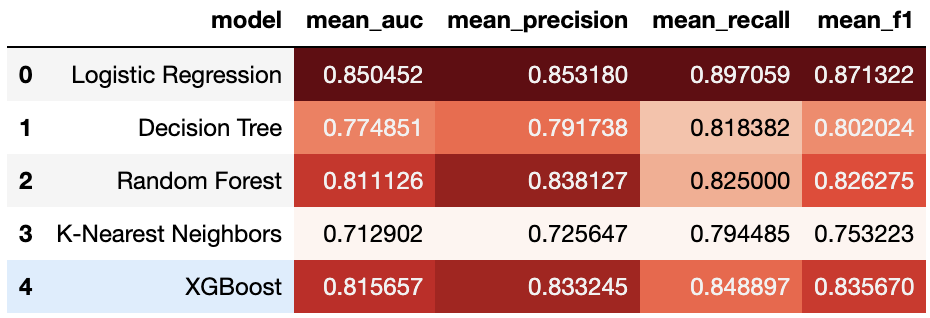 model mean_auc mean_precision mean_recall mean_f1
0 Logistic Regression 0.850452 0.853180 0.897059 0.871322
1 Decision Tree 0.774851 0.791738 0.818382 0.802024
2 Random Forest 0.811126 0.838127 0.825000 0.826275
3 K-Nearest Neighbors 0.712902 0.725647 0.794485 0.753223
4 XGBoost 0.815657 0.833245 0.848897 0.835670